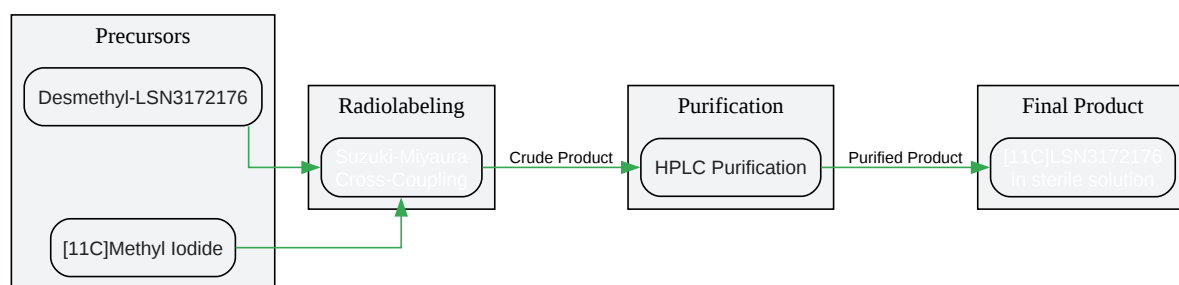 Precursors
Desmethyl-LSN3172176
[11C]Methyl Iodide
Radiolabeling
Suzuki-Miyaura
Cross-Coupling
Crude Product
Purification
HPLC Purification
Purified Product
Final Product
[11C]LSN3172176
in sterile solution